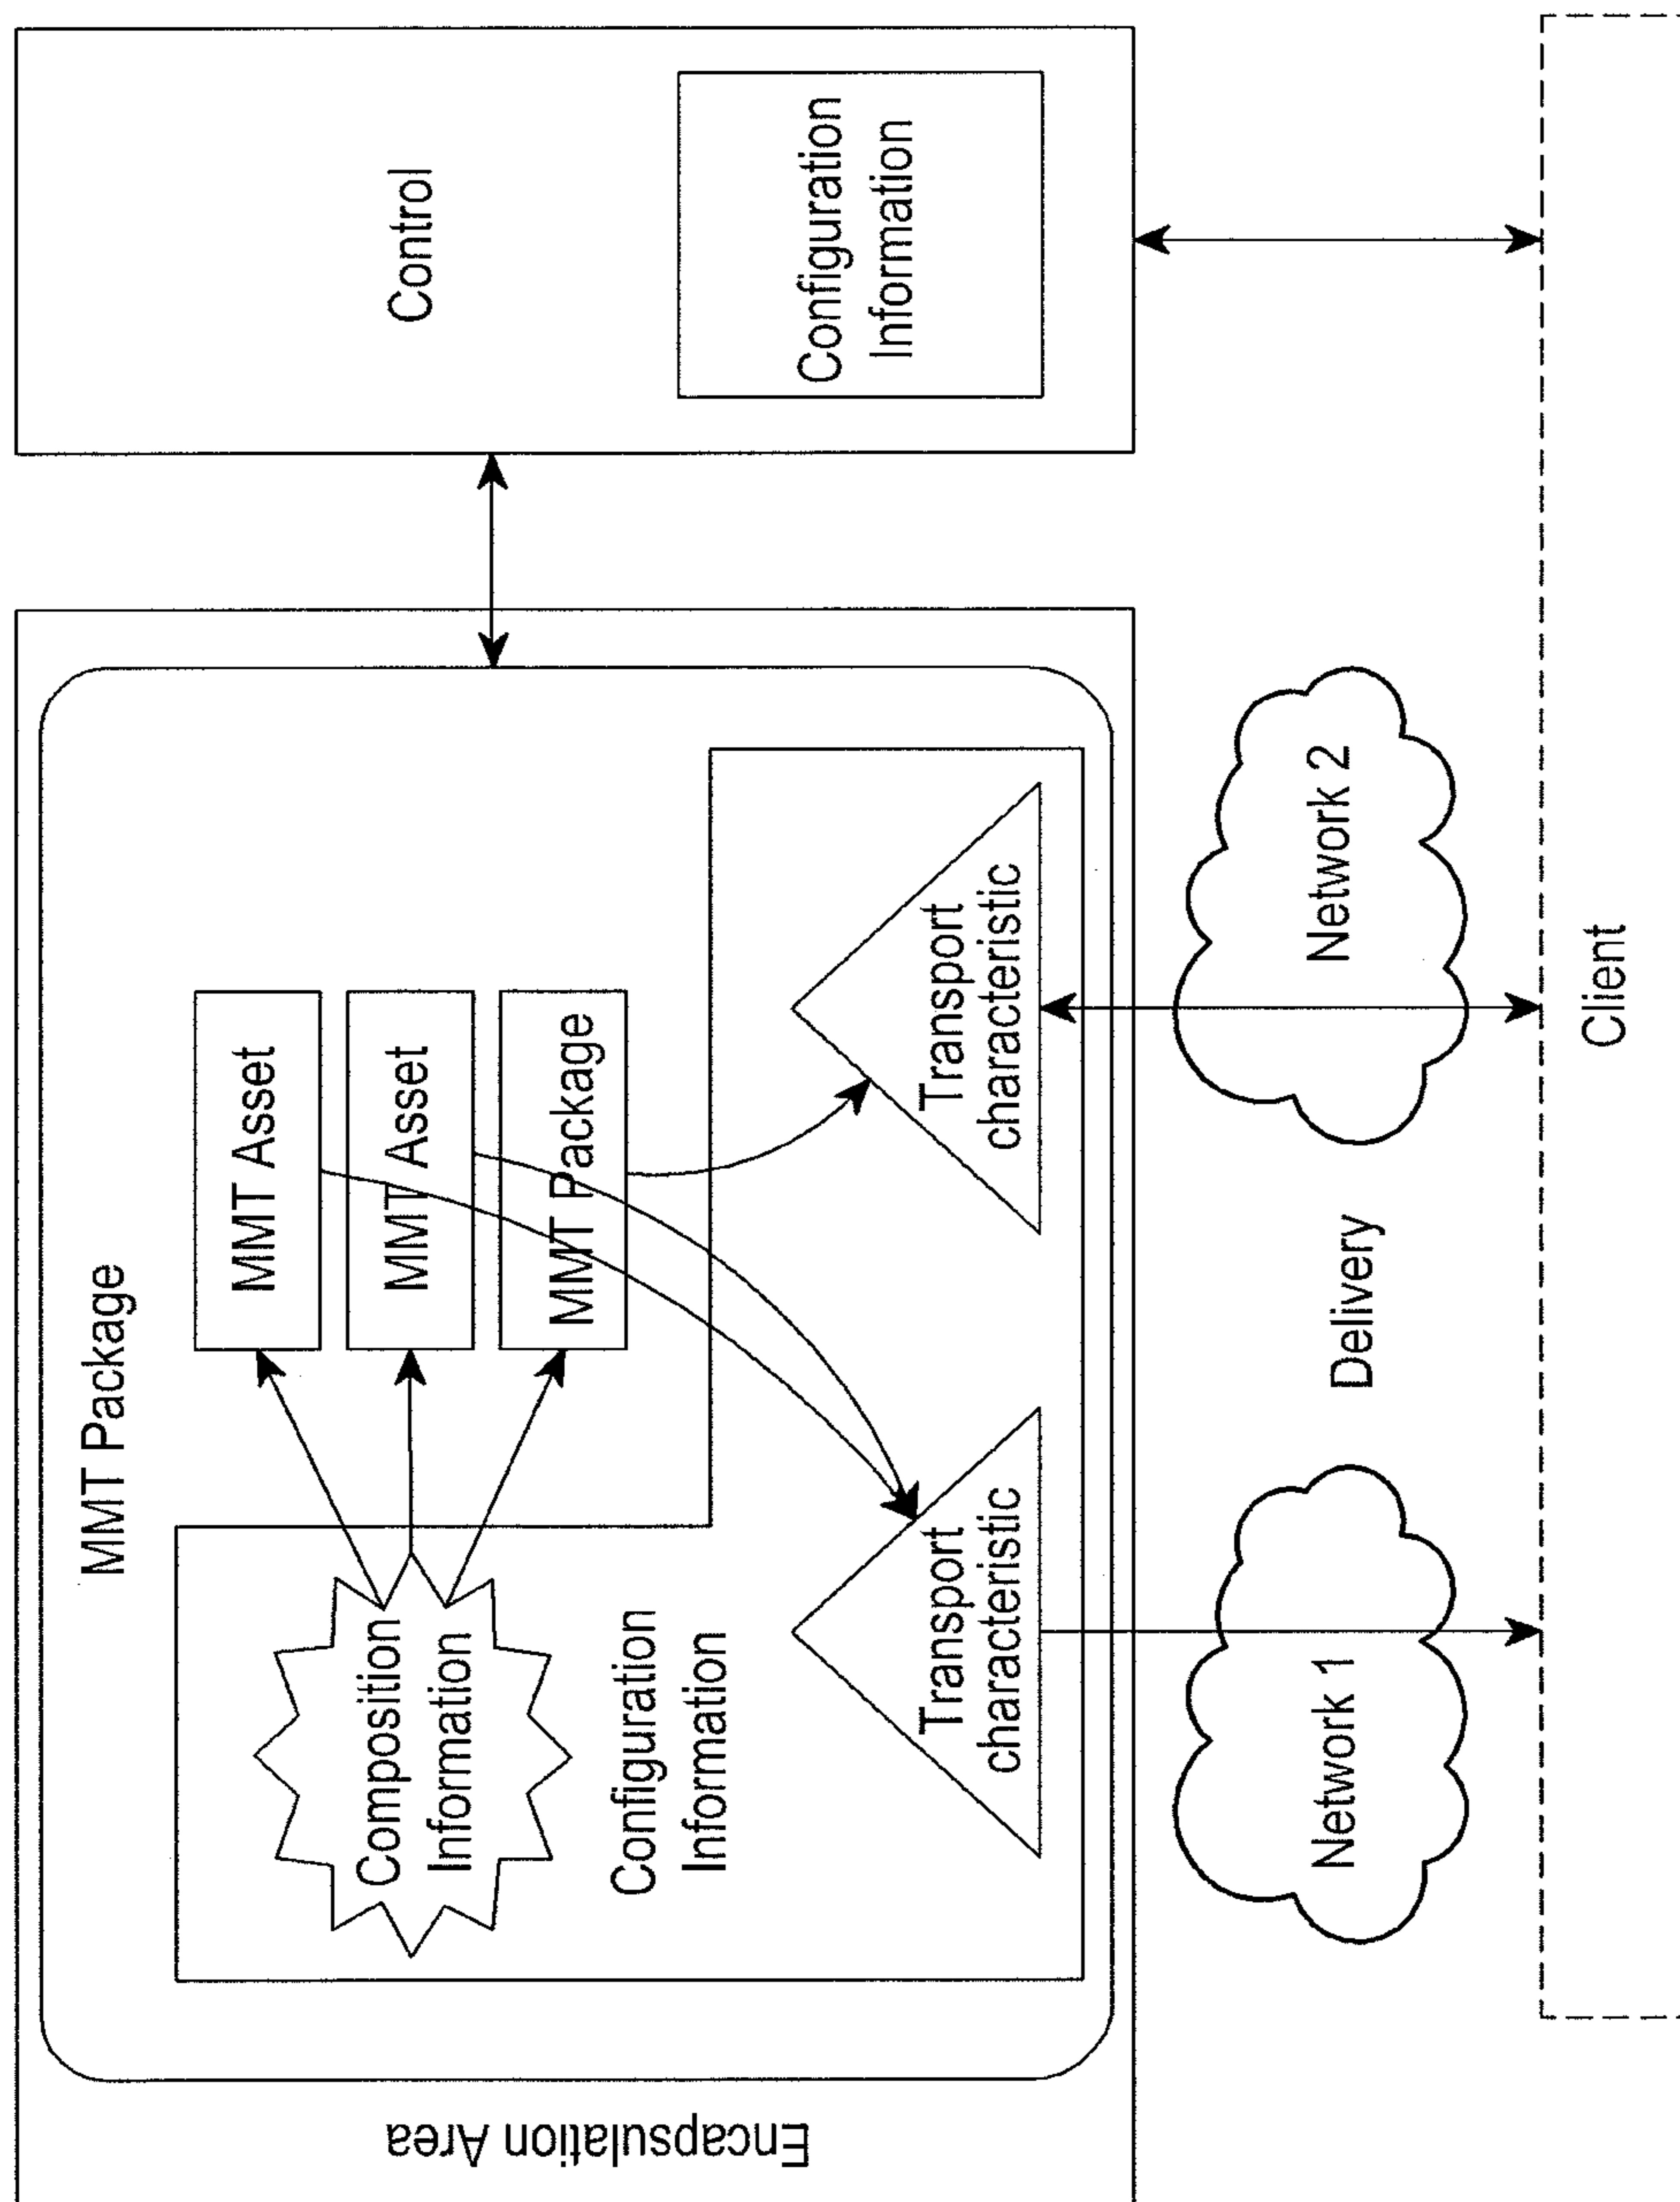 Encapsulation Area
MMT Package
Composition
Information
MMT Asset
MMT Asset
MMT Package
Configuration
Information
Transport
characteristic
Transport
characteristic
Control
Configuration
Information
Network 1
Delivery
Network 2
Client